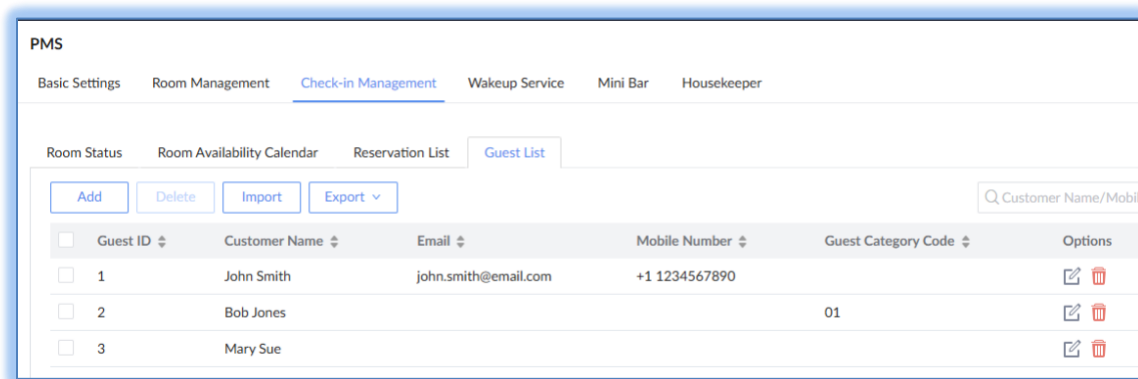 PMS
Basic Settings Room Management Check-in Management Wakeup Service Mini Bar Housekeeper
Room Status Room Availability Calendar Reservation List Guest List
Add Delete Import Export Customer Name/Mobil
Guest ID Customer Name Email Mobile Number Guest Category Code Options
1 John Smith john.smith@email.com +1 1234567890
2 Bob Jones 01
3 Mary Sue